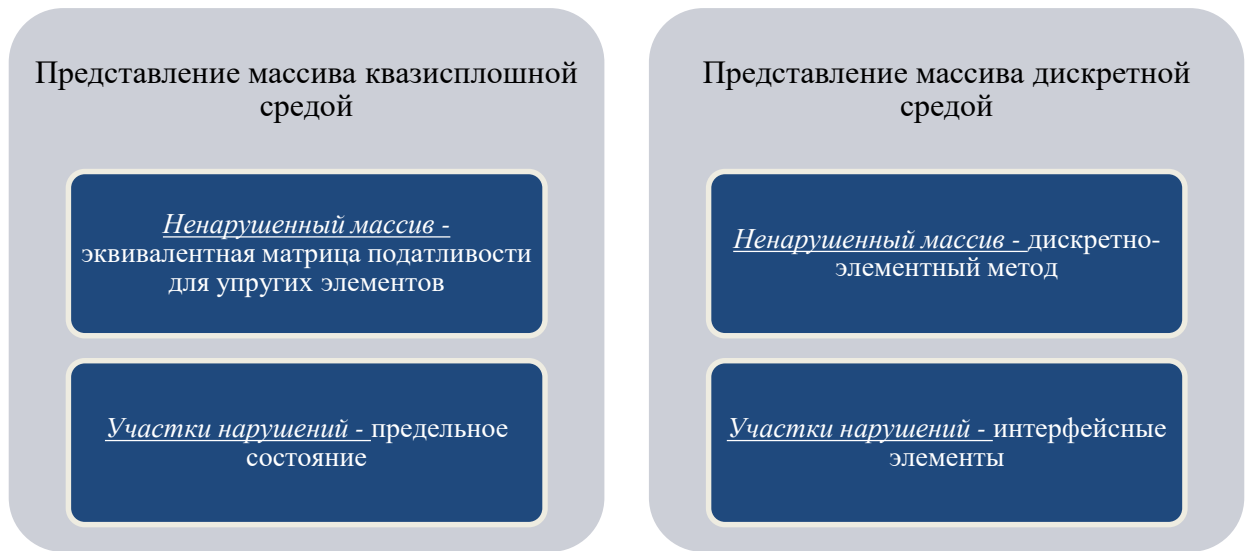 Представление массива квазисплошной
средой
Ненарушенный массив -
эквивалентная матрица податливости
для упругих элементов
Участки нарушений - предельное
состояние
Представление массива дискретной
средой
Ненарушенный массив - дискретно-
элементный метод
Участки нарушений - интерфейсные
элементы